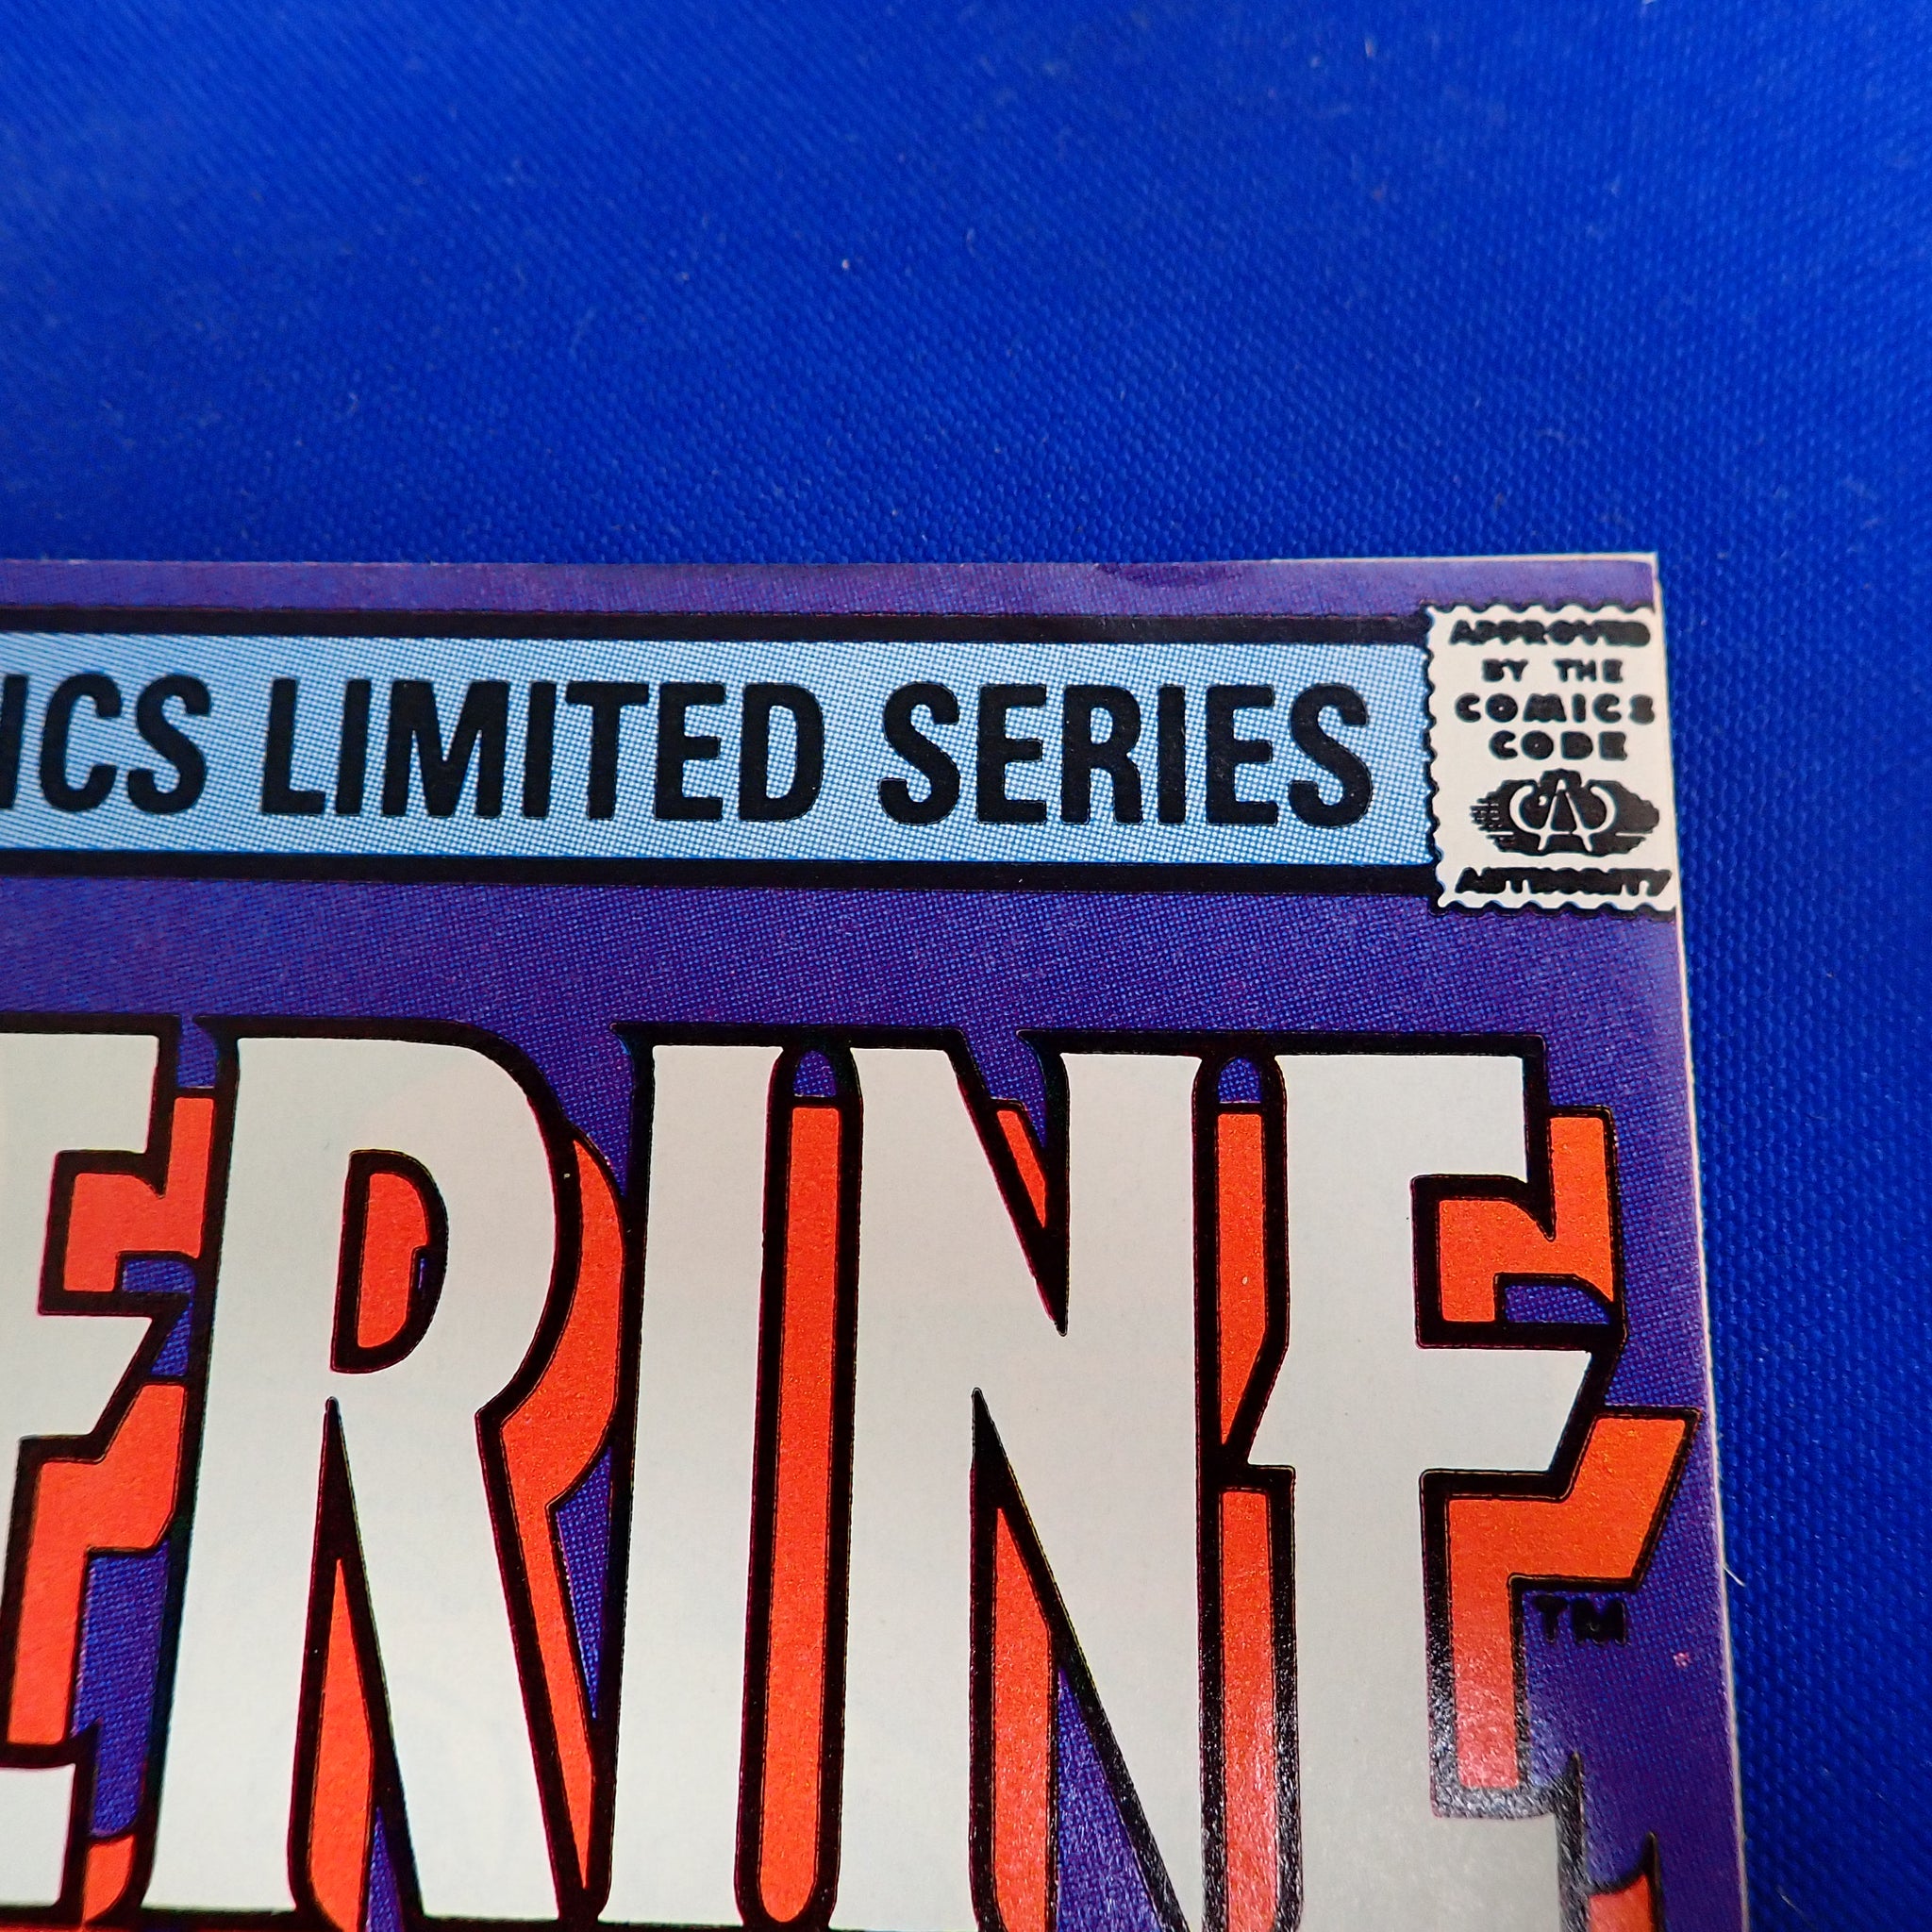 ICS LIMITED SERIES
APPROVED
BY THE
COMICS
CODE
AUTHORITY
ERINE
TM